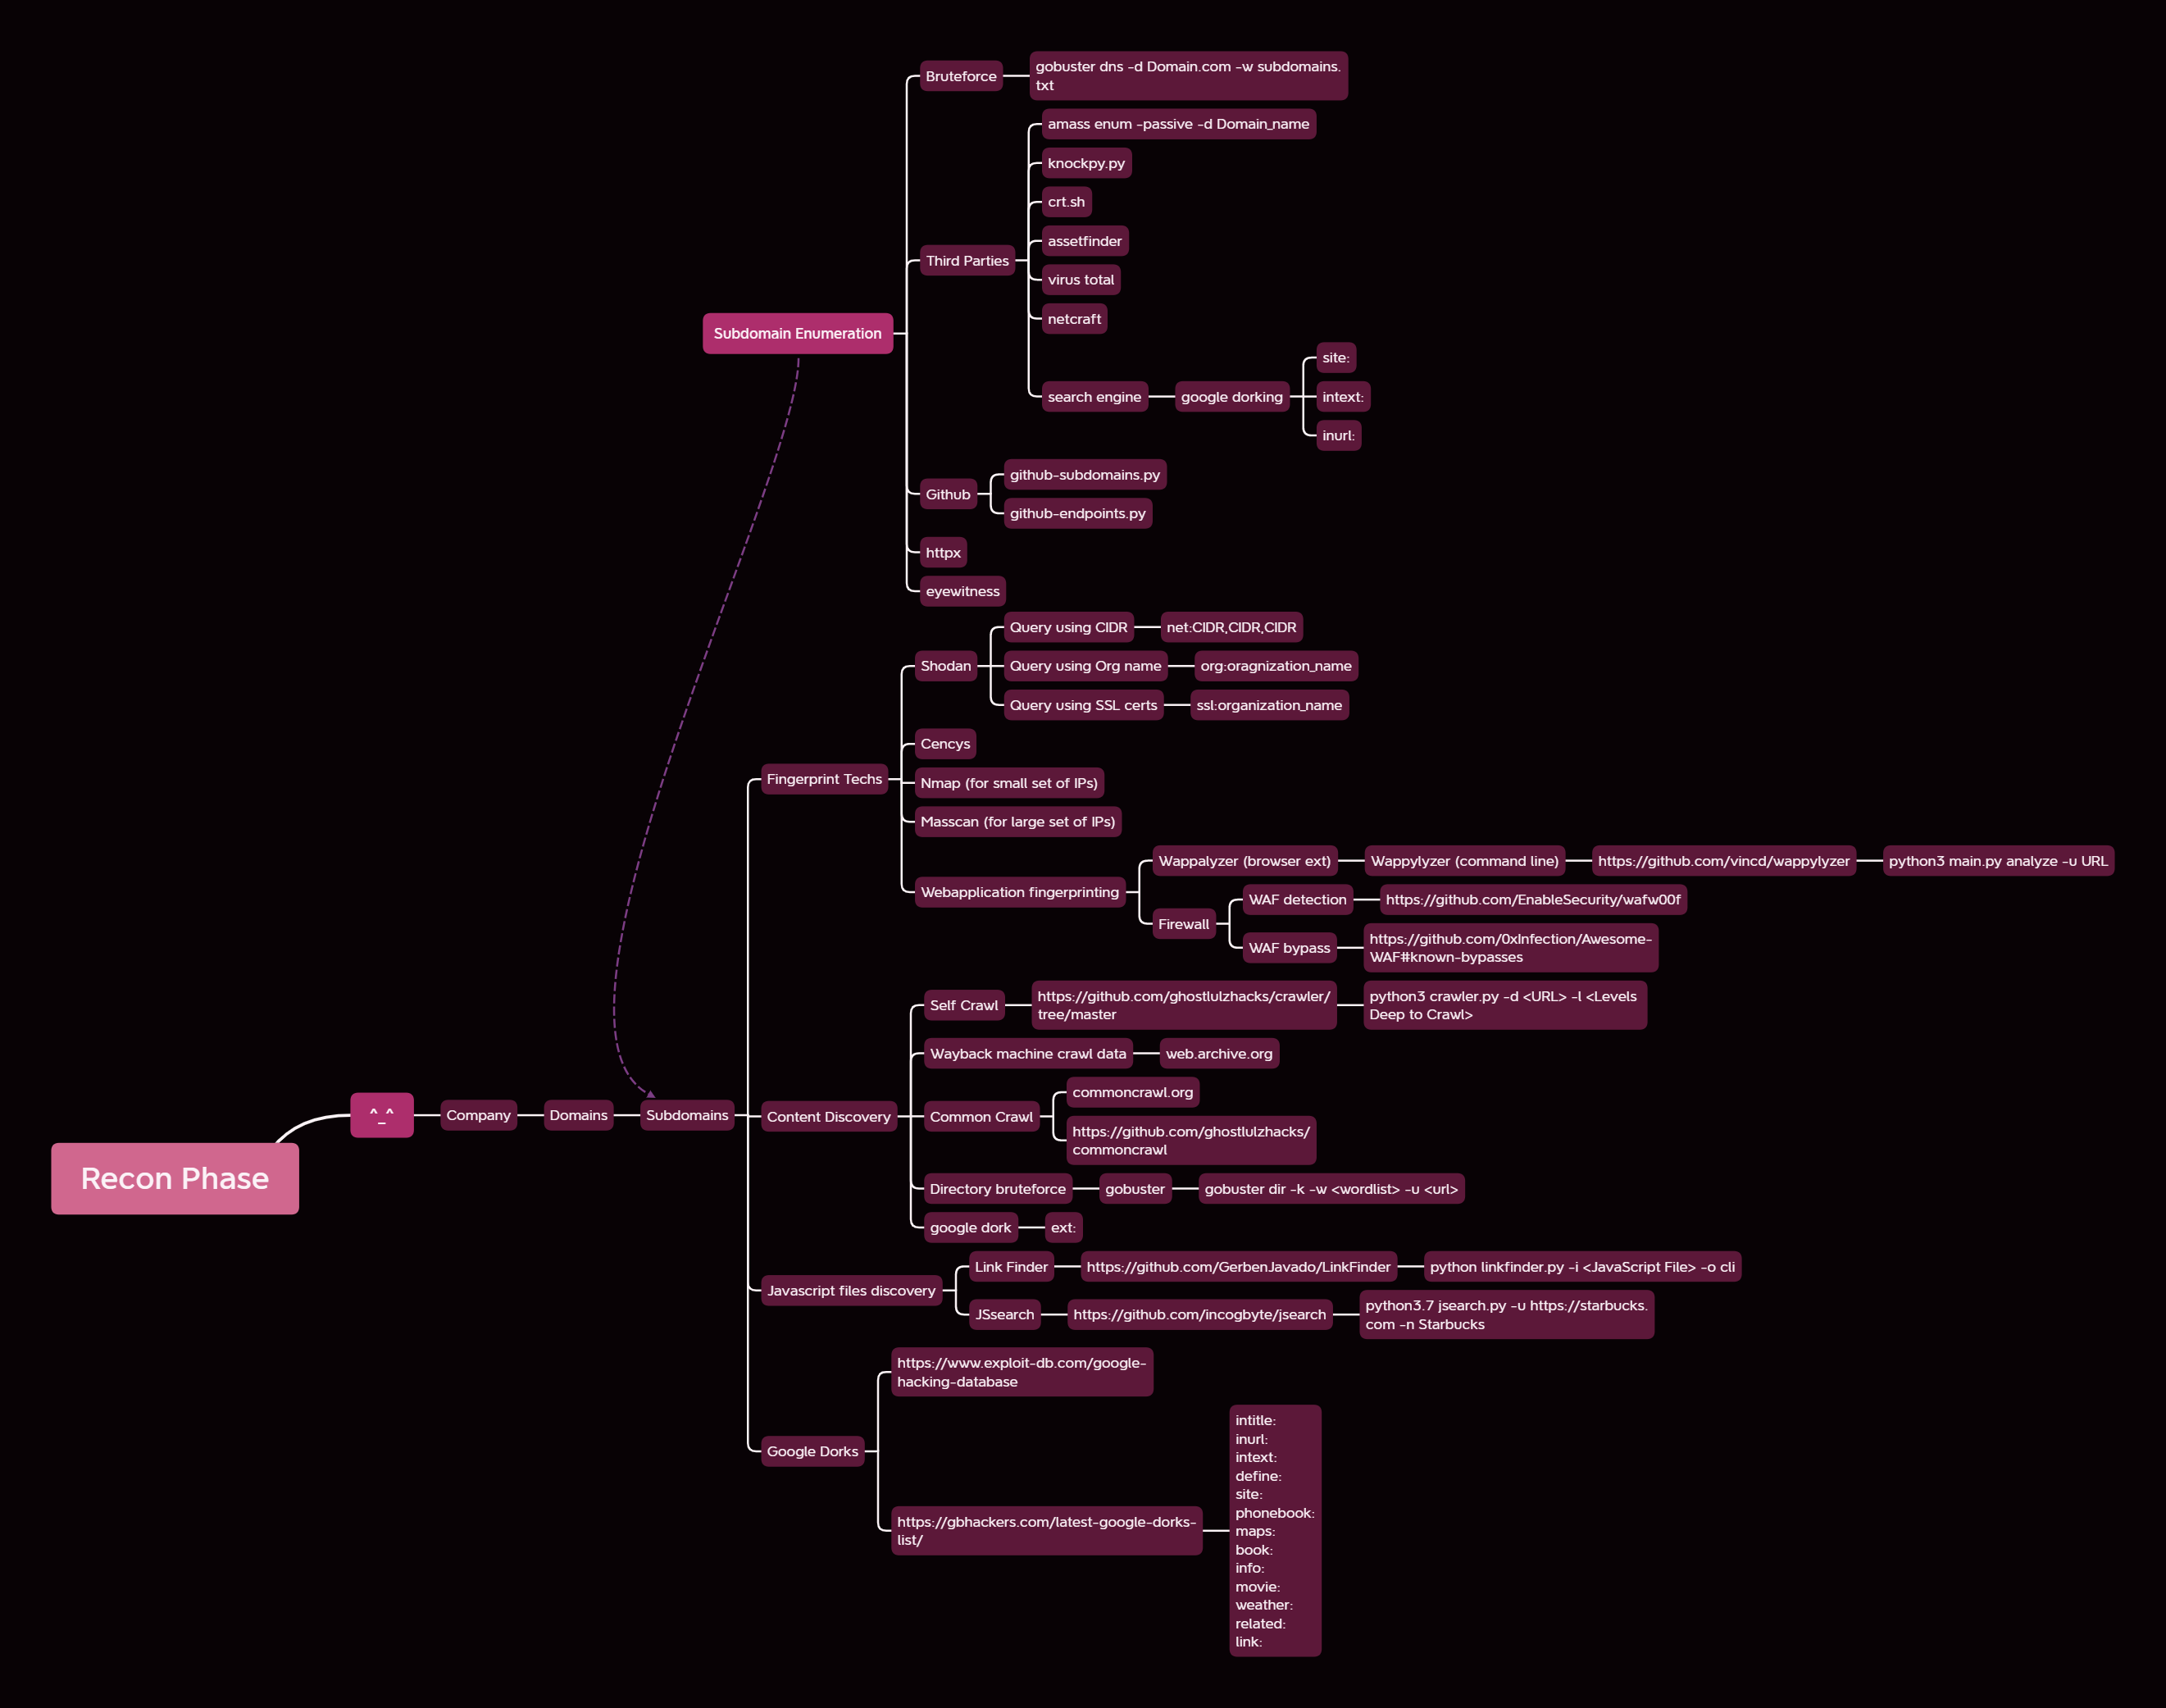 Bruteforce
gobuster dns -d Domain.com -w subdomains.
txt
amass enum -passive -d Domain_name
knockpy.py
crt.sh
assetfinder
Third Parties
virus total
netcraft
Subdomain Enumeration
site:
search engine
google dorking
intext:
inurl:
github-subdomains.py
Github
github-endpoints.py
httpx
eyewitness
Query using CIDR
net:CIDR,CIDR,CIDR
Shodan
Query using Org name
org:oragnization_name
Query using SSL certs
ssl:organization_name
Cencys
Fingerprint Techs
Nmap (for small set of IPs)
Masscan (for large set of IPs)
Wappalyzer (browser ext)
Wappylyzer (command line)
https://github.com/vincd/wappylyzer
python3 main.py analyze -u URL
Webapplication fingerprinting
WAF detection
https://github.com/EnableSecurity/wafw00f
Firewall
WAF bypass
https://github.com/0xInfection/Awesome-
WAF#known-bypasses
Self Crawl
https://github.com/ghostlulzhacks/crawler/
tree/master
python3 crawler.py -d <URL> -l <Levels
Deep to Crawl>
Wayback machine crawl data
web.archive.org
Recon Phase
^_^
Company
Domains
Subdomains
Content Discovery
Common Crawl
commoncrawl.org
https://github.com/ghostlulzhacks/
commoncrawl
Directory bruteforce
gobuster
gobuster dir -k -w <wordlist> -u <url>
google dork
ext:
Javascript files discovery
Link Finder
https://github.com/GerbenJavado/LinkFinder
python linkfinder.py -i <JavaScript File> -o cli
JSsearch
https://github.com/incogbyte/jsearch
python3.7 jsearch.py -u https://starbucks.
com -n Starbucks
Google Dorks
https://www.exploit-db.com/google-
hacking-database
https://gbhackers.com/latest-google-dorks-
list/
intitle:
inurl:
intext:
define:
site:
phonebook:
maps:
book:
info:
movie:
weather:
related:
link: